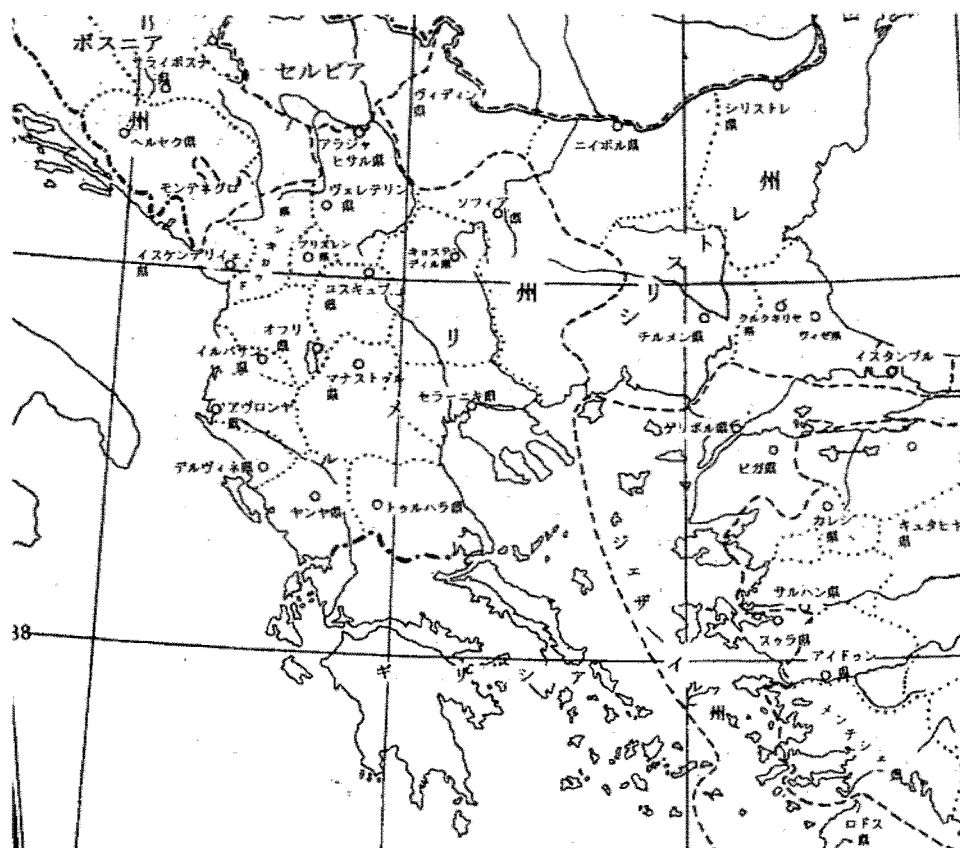 ボスニア
サライボスナ
県
セルビア
州
ヘルセク県
ヴィディン
県
シリストレ
県
アラジャ
ヒサル県
ニイボル県
モンテネグロ
ヴェレテリン
県
ソフィア
県
州
イスケンデリイェ
県
プリズレン
県
キョステン
ディル県
ユスキュプ
県
州
シリストレ
オフリ
県
リ
チルメン県
クルクキリセ
県
ヴィゼ県
イルバサン
イスタンブル
マナストゥル
県
アヴロンヤ
県
メ
セラーニキ県
ル
ゲリボル県
デルヴィネ県
ビガ県
ヤンヤ県
トゥルハラ県
カレシ
県
キュタヒヤ
県
ジェザーイル
州
サルハン県
スゥラ県
38
ギリシア
アイドゥン
県
メンテシェ県
ロドス
県